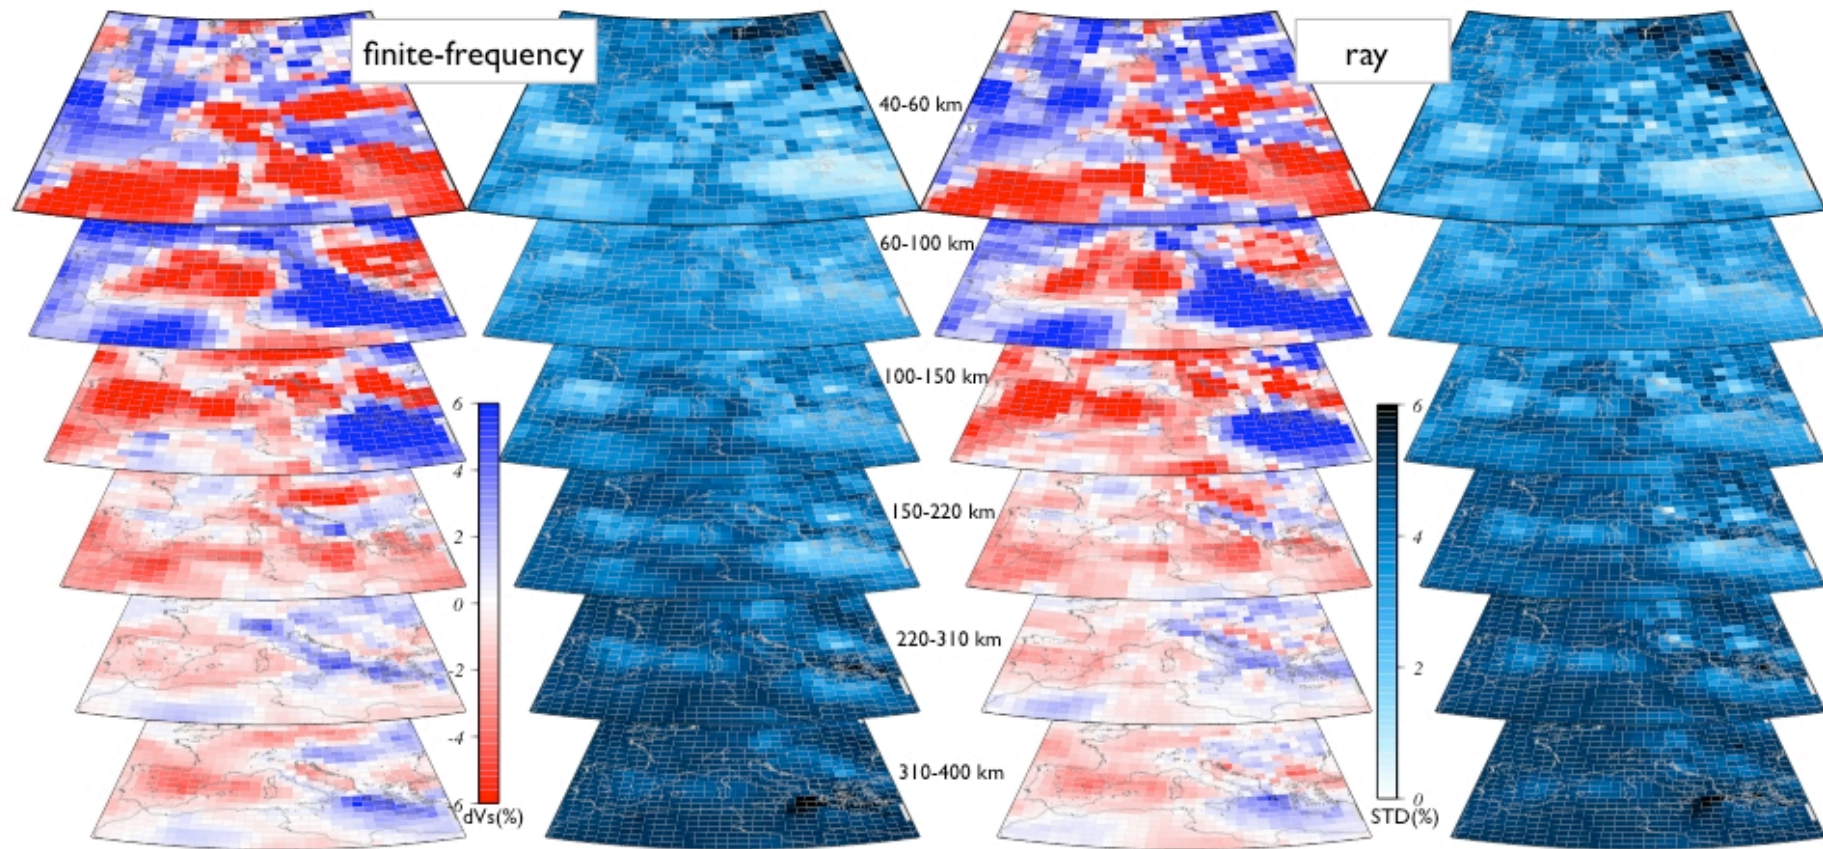 finite-frequency
ray
40-60 km
60-100 km
100-150 km
150-220 km
220-310 km
310-400 km
6
4
2
0
-2
-4
-6
dVs(%)
6
4
2
0
STD(%)